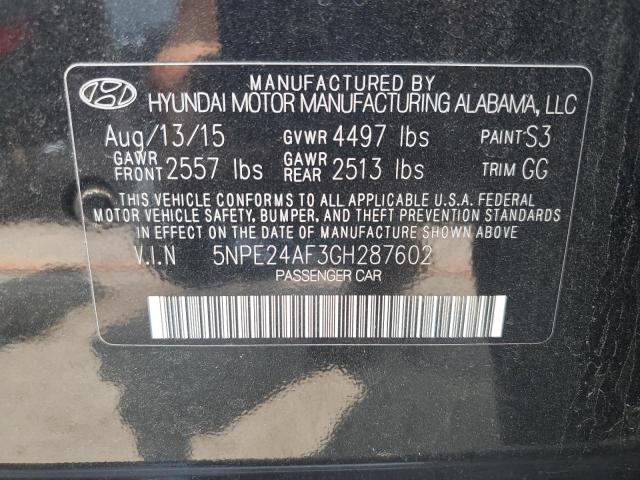 MANUFACTURED BY
HYUNDAI MOTOR MANUFACTURING ALABAMA, LLC
Aug/13/15 GVWR 4497 lbs PAINT: S3
GAWR FRONT 2557 lbs GAWR REAR 2513 lbs TRIM GG
THIS VEHICLE CONFORMS TO ALL APPLICABLE U.S.A. FEDERAL
MOTOR VEHICLE SAFETY, BUMPER, AND THEFT PREVENTION STANDARDS
IN EFFECT ON THE DATE OF MANUFACTURE SHOWN ABOVE
V.I.N 5NPE24AF3GH287602
PASSENGER CAR